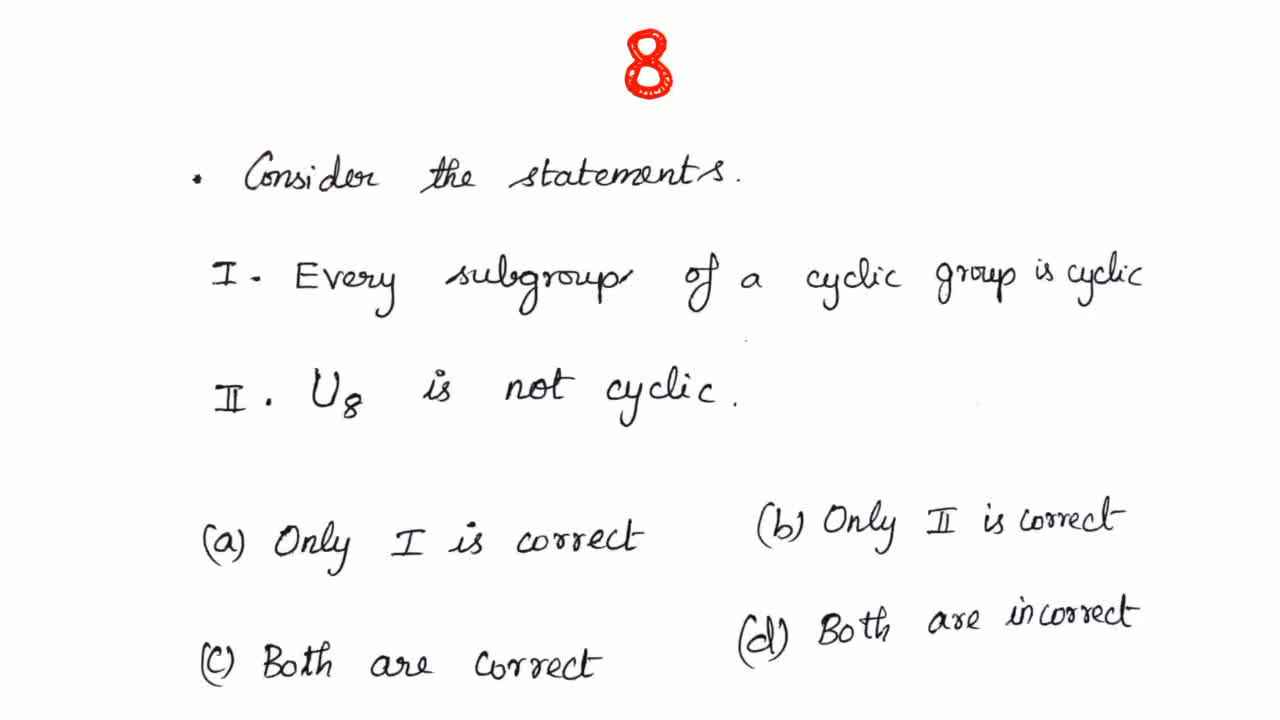 8
. Consider the statements.
I. Every subgroup of a cyclic group is cyclic
II. U8 is not cyclic.
(a) Only I is correct
(b) Only II is correct
(c) Both are correct
(d) Both are incorrect